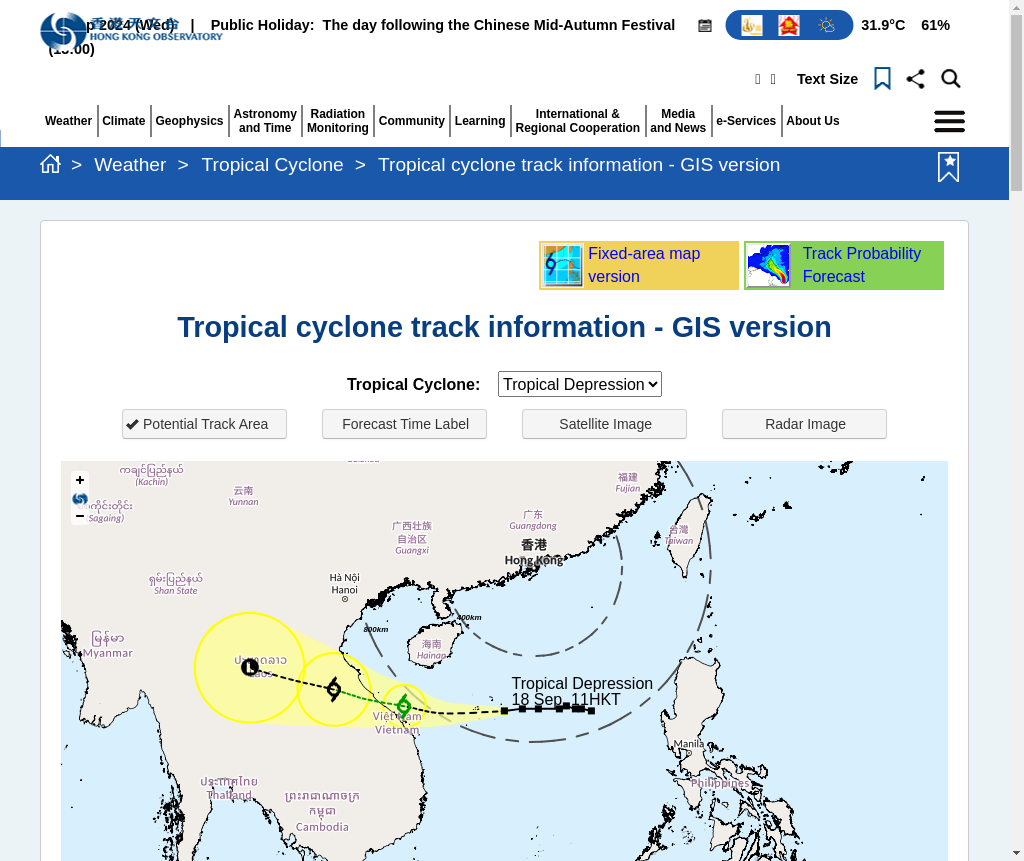 2024 (Wed) | Public Holiday: The day following the Chinese Mid-Autumn Festival 31.9°C 61%
香港天文台
HONG KONG OBSERVATORY
Text Size
Weather Climate Geophysics Astronomy and Time Radiation Monitoring Community Learning International & Regional Cooperation Media and News e-Services About Us
> Weather > Tropical Cyclone > Tropical cyclone track information - GIS version
Fixed-area map
version
Track Probability
Forecast
Tropical cyclone track information - GIS version
Tropical Cyclone: Tropical Depression
Potential Track Area Forecast Time Label Satellite Image Radar Image
+
−
ကချင်ပြည်နယ်
(Kachin)
Sagaing)
云南
Yunnan
福建
Fujian
广西壮族
自治区
Guangxi
广东
Guangdong
香港
Hong Kong
台灣
Taiwan
ရှမ်းပြည်နယ်
Shan State
Hà Nội
Hanoi
400km
800km
海南
Hainan
မြန်မာ
Myanmar
ປະເທດລາວ
Laos
L
Tropical Depression
18 Sep, 11HKT
Việt Nam
Vietnam
Manila
Philippines
ประเทศไทย
Thailand
ព្រះរាជាណាចក្រ
កម្ពុជា
Cambodia